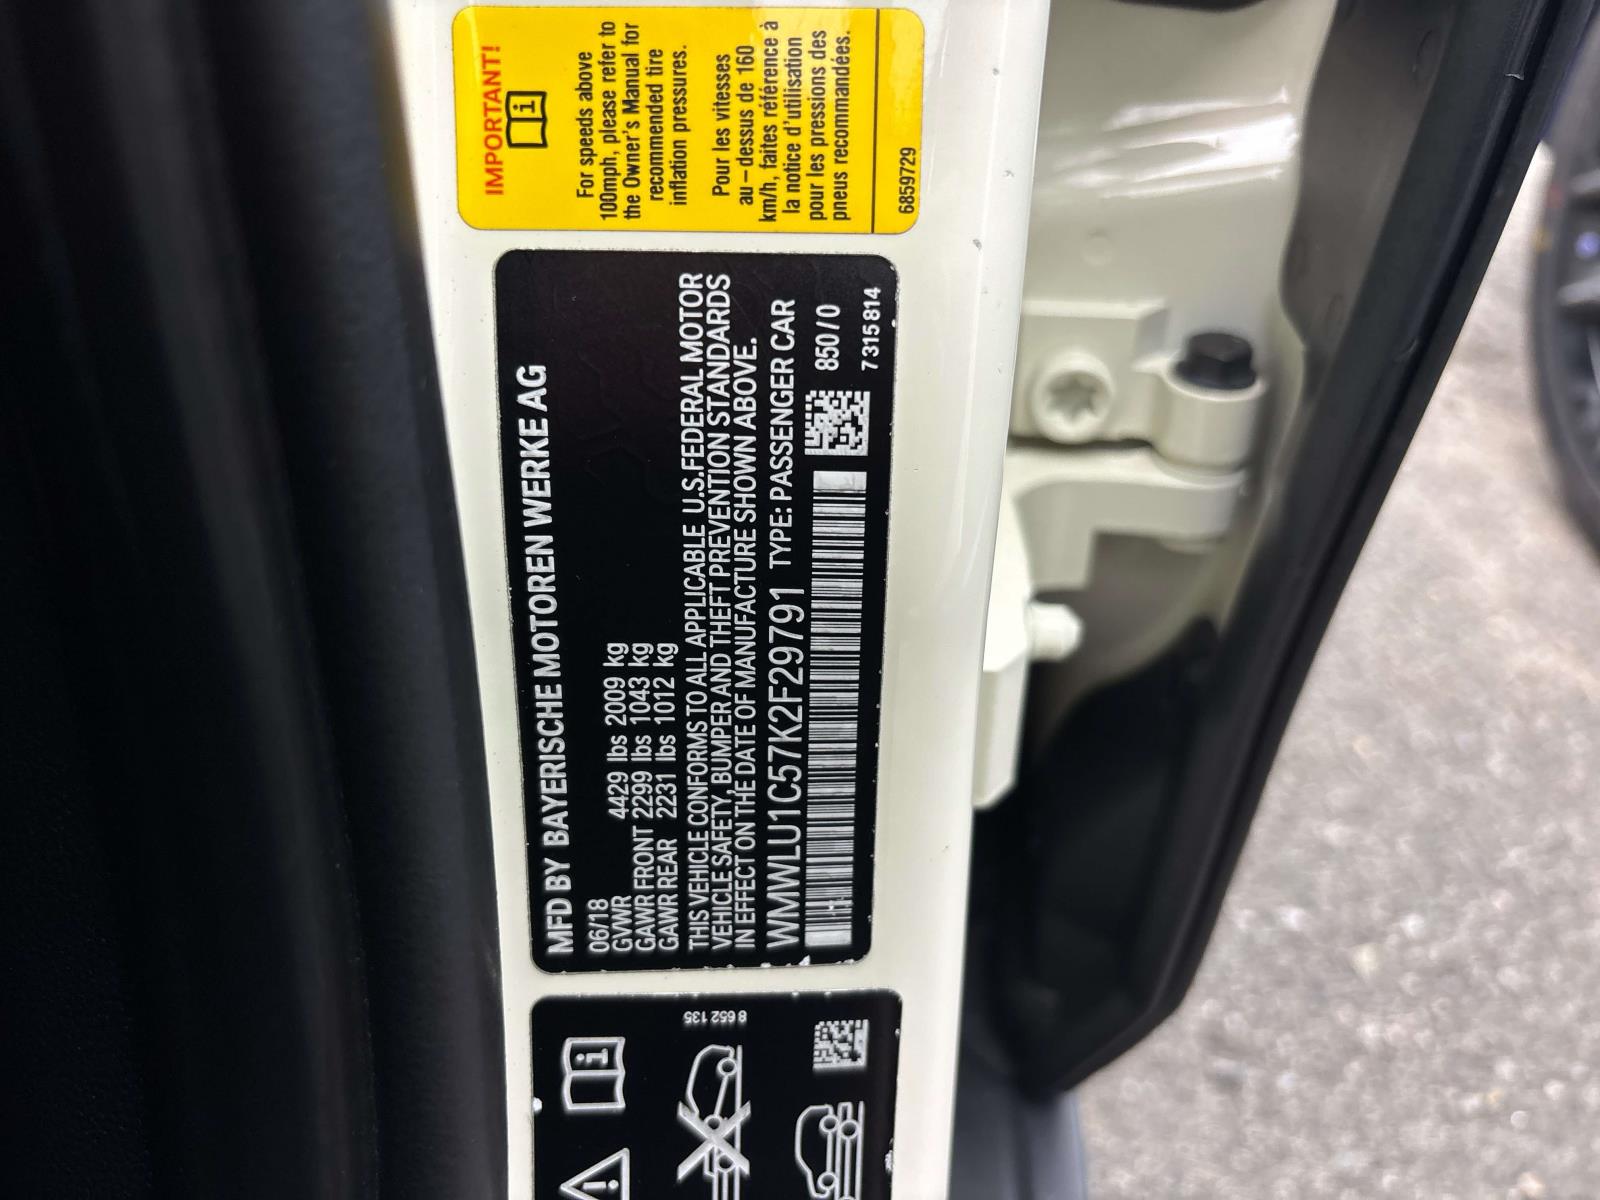 IMPORTANT!
For speeds above
100mph, please refer to
the Owner's Manual for
recommended tire
inflation pressures.
Pour les vitesses
au-dessus de 160
km/h, faites référence à
la notice d'utilisation
pour les pressions des
pneus recommandées.
6859729
MFD BY BAYERISCHE MOTOREN WERKE AG
06/18
GVWR 4429 lbs 2009 kg
GAWR FRONT 2299 lbs 1043 kg
GAWR REAR 2231 lbs 1012 kg
THIS VEHICLE CONFORMS TO ALL APPLICABLE U.S.FEDERAL MOTOR
VEHICLE SAFETY, BUMPER AND THEFT PREVENTION STANDARDS
IN EFFECT ON THE DATE OF MANUFACTURE SHOWN ABOVE.
WMWLU1C57K2F29791 TYPE: PASSENGER CAR
850/0
7315814
8 652 135